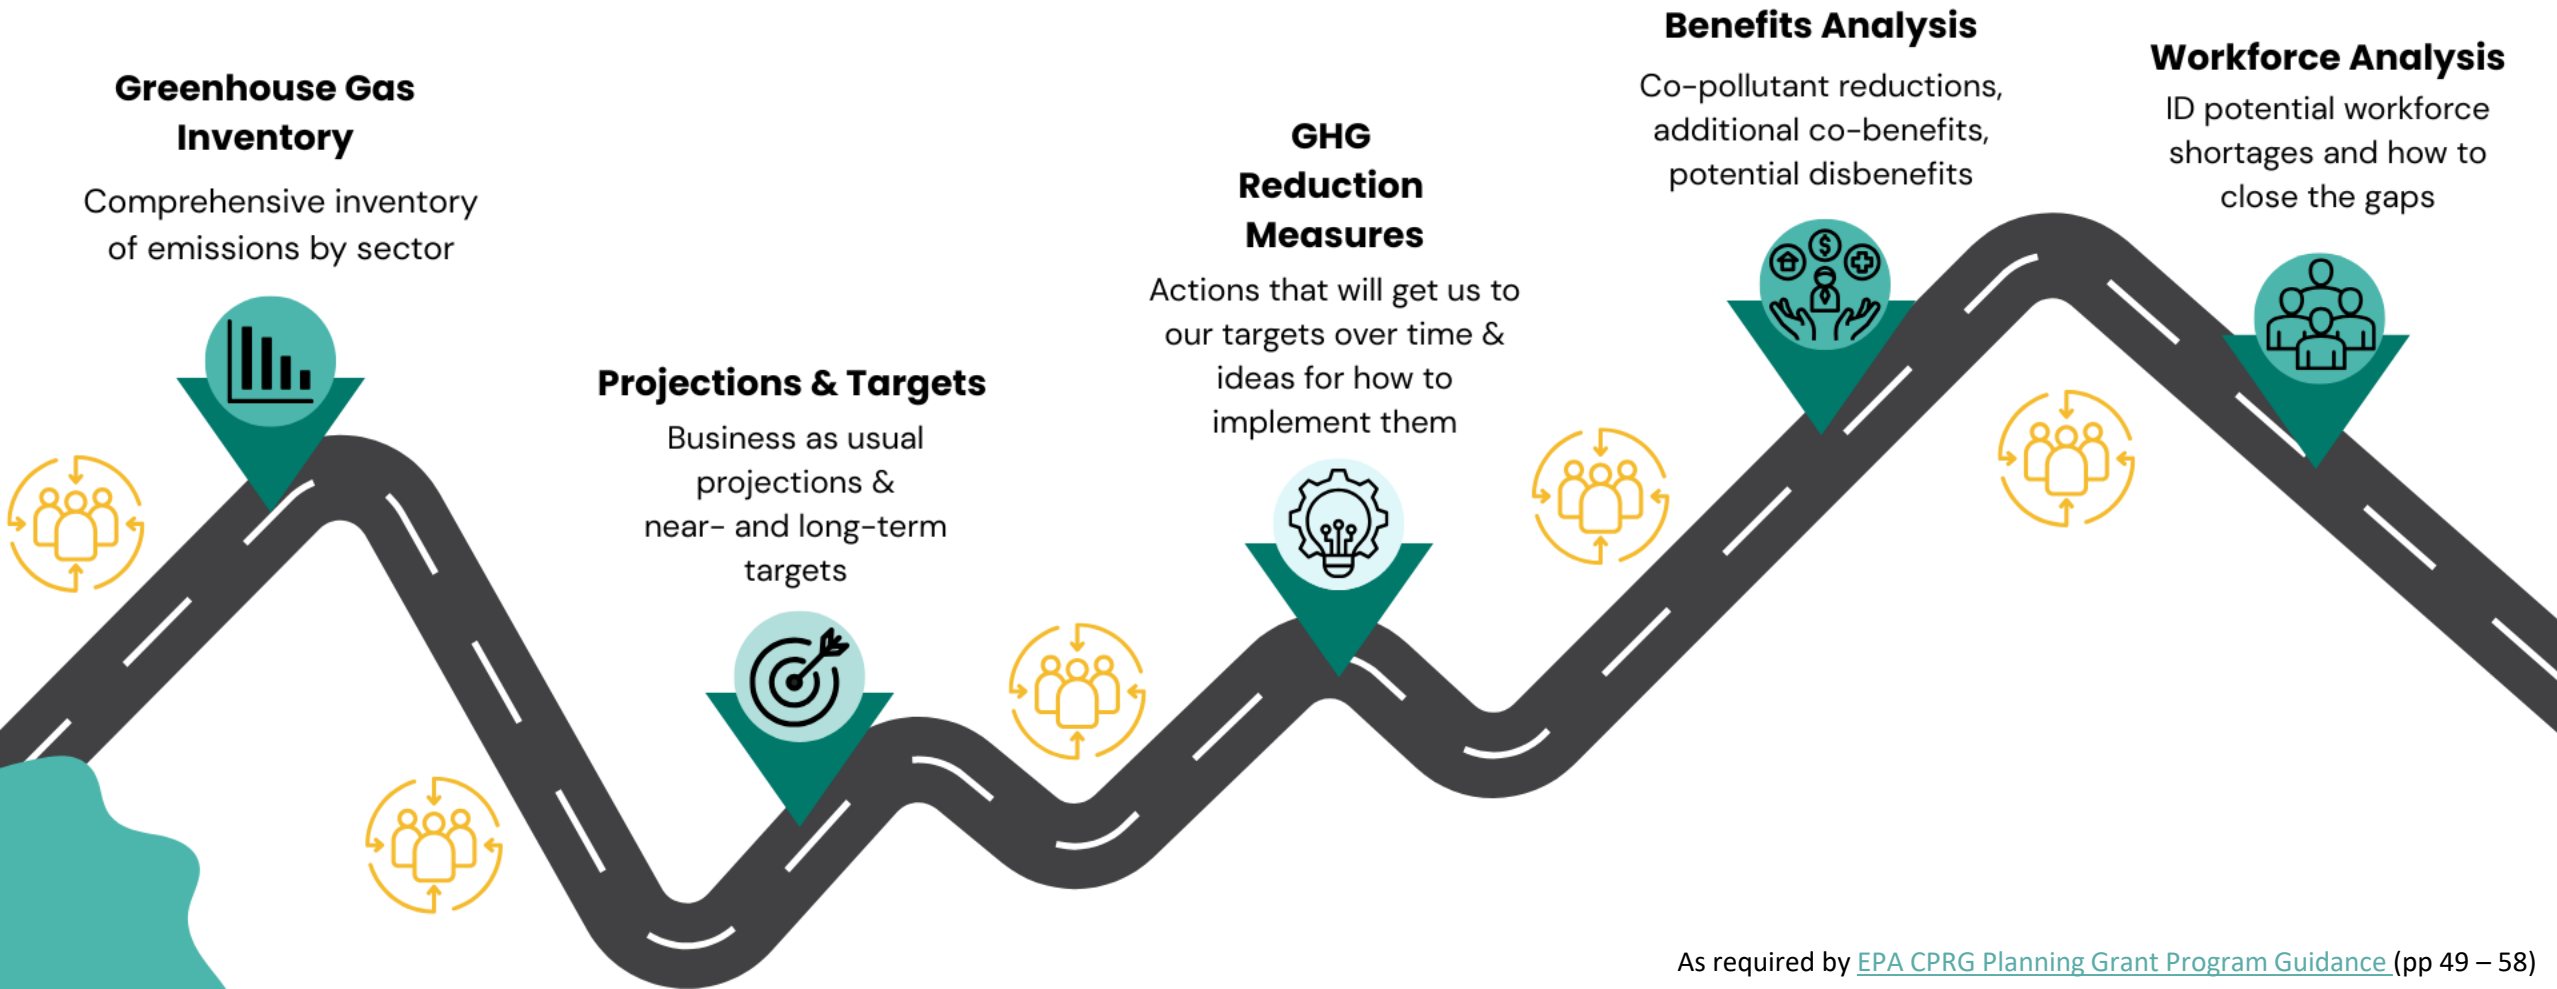 Greenhouse Gas
Inventory
Comprehensive inventory
of emissions by sector
Projections & Targets
Business as usual
projections &
near- and long-term
targets
GHG
Reduction
Measures
Actions that will get us to
our targets over time &
ideas for how to
implement them
Benefits Analysis
Co-pollutant reductions,
additional co-benefits,
potential disbenefits
Workforce Analysis
ID potential workforce
shortages and how to
close the gaps
As required by EPA CPRG Planning Grant Program Guidance (pp 49 – 58)